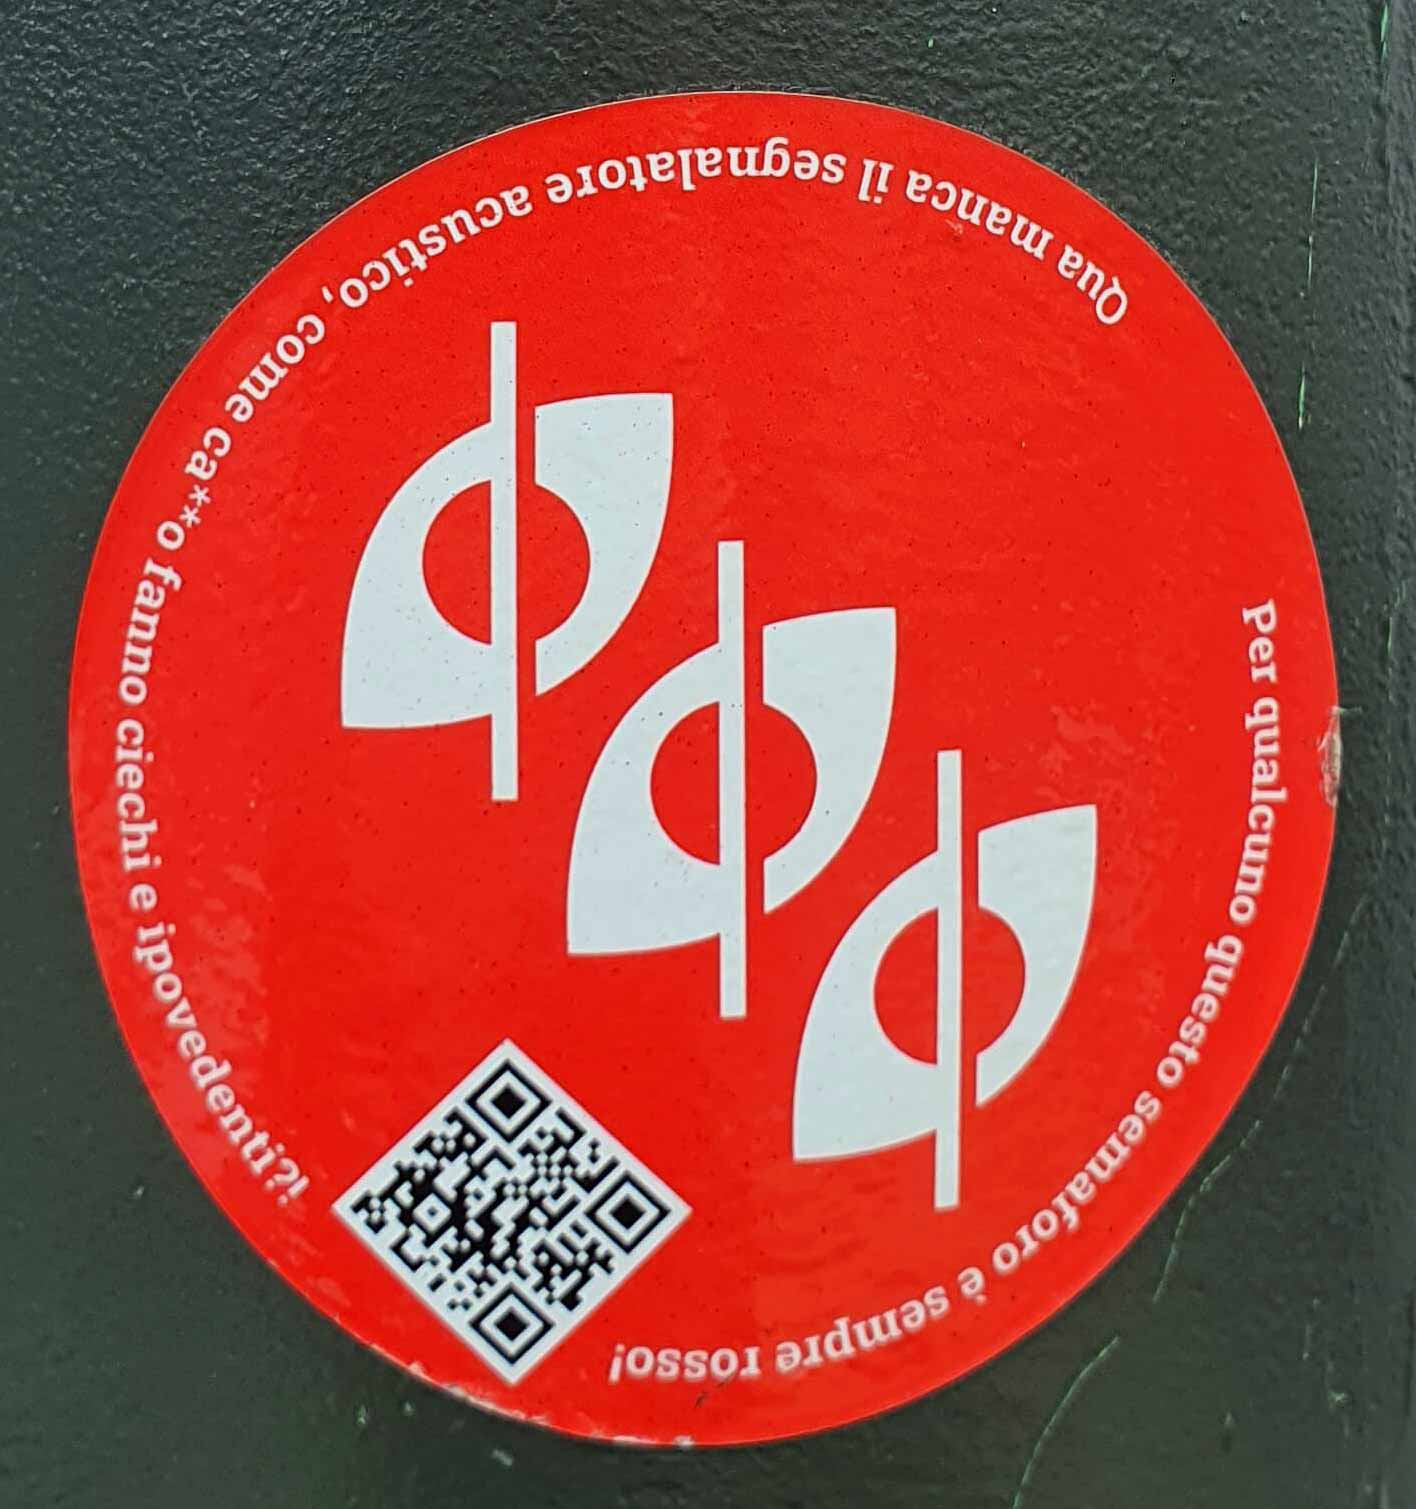 Qua manca il segnalatore acustico, come ca**o fanno ciechi e ipovedenti?!
Per qualcuno questo semaforo è sempre rosso!